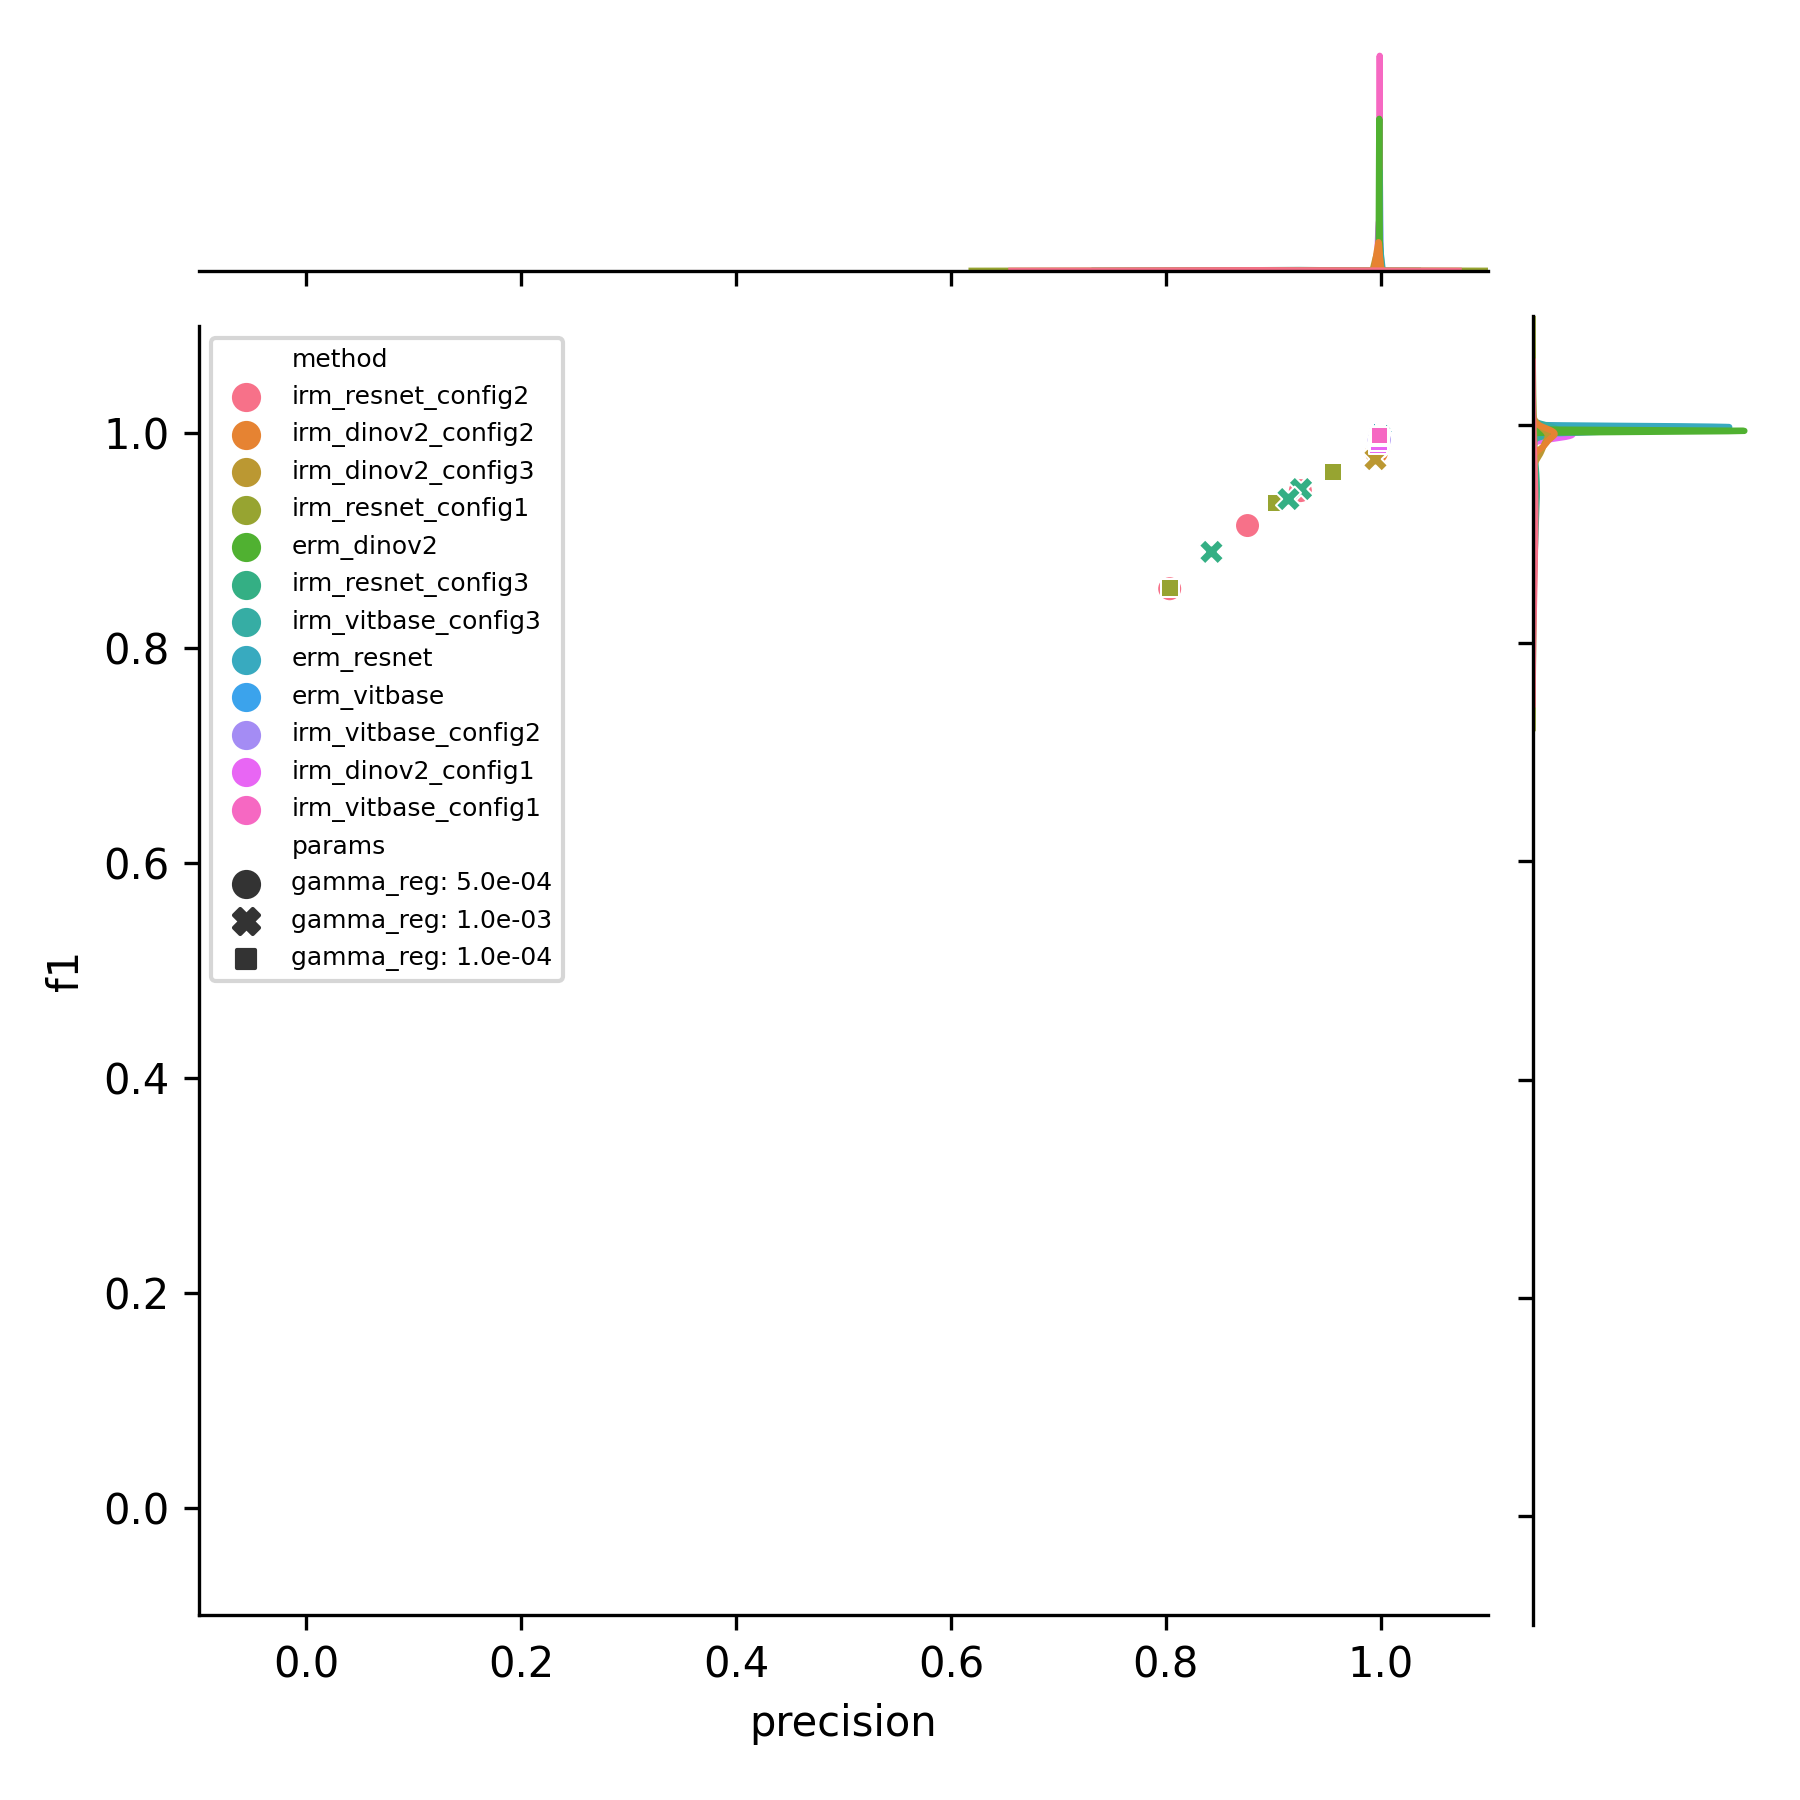 method
irm_resnet_config2
irm_dinov2_config2
irm_dinov2_config3
irm_resnet_config1
erm_dinov2
irm_resnet_config3
irm_vitbase_config3
erm_resnet
erm_vitbase
irm_vitbase_config2
irm_dinov2_config1
irm_vitbase_config1
params
gamma_reg: 5.0e-04
gamma_reg: 1.0e-03
gamma_reg: 1.0e-04
1.0
0.8
0.6
0.4
0.2
0.0
f1
0.0 0.2 0.4 0.6 0.8 1.0
precision